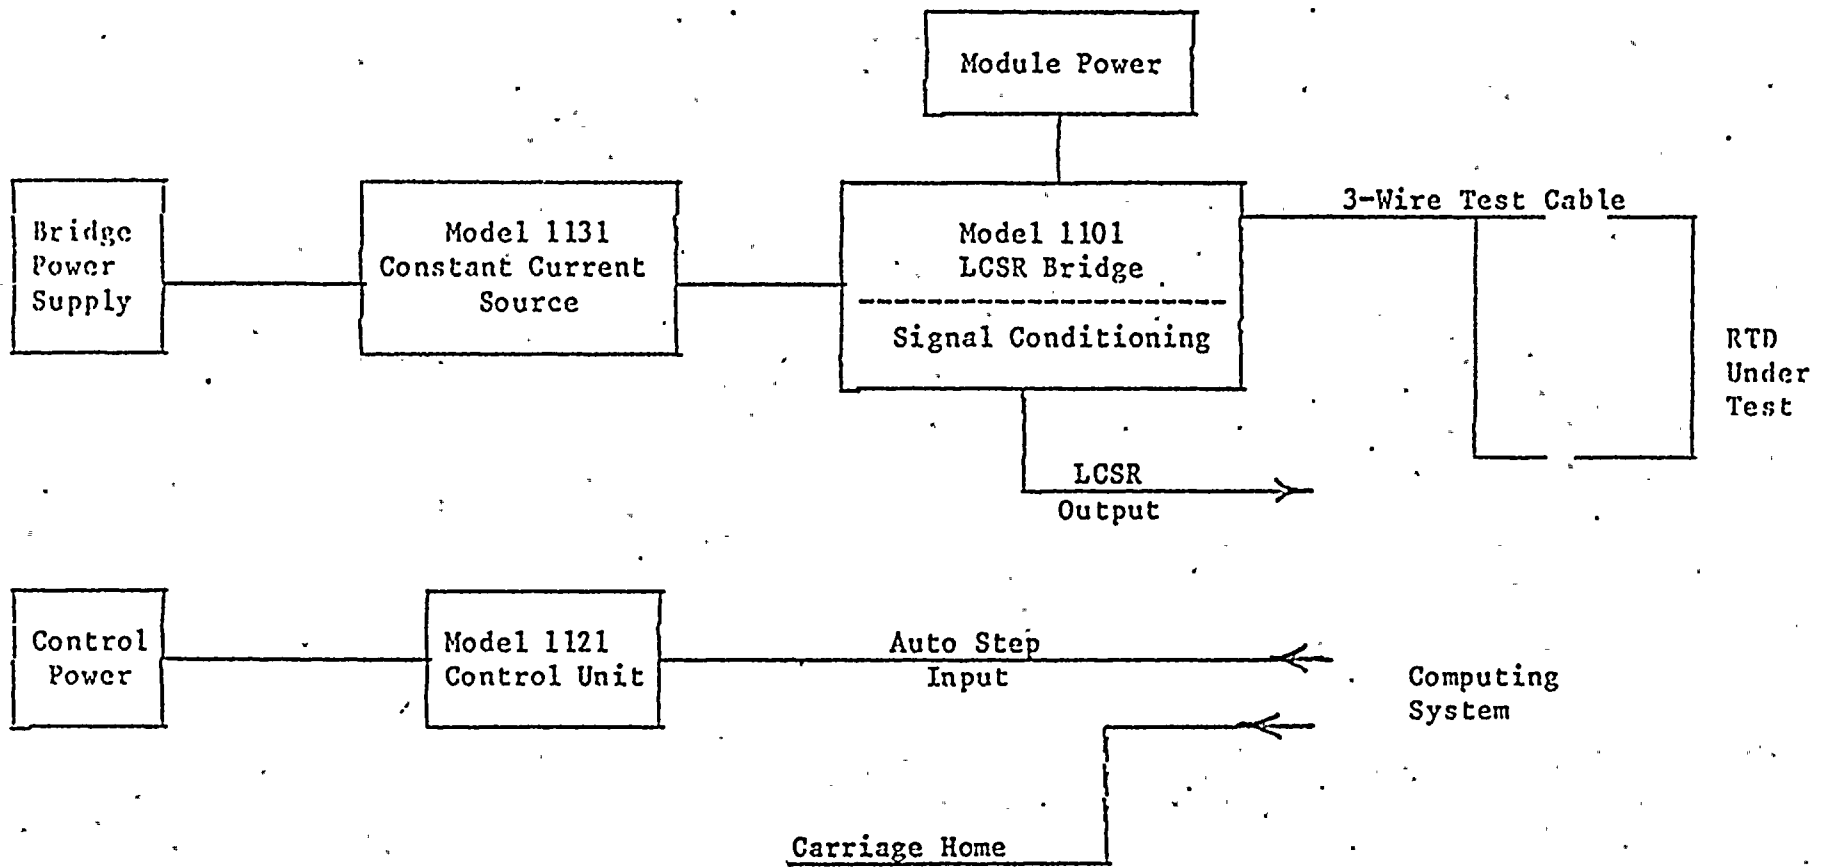 Module Power
Bridge
Power
Supply
Model 1131
Constant Current
Source
Model 1101
LCSR Bridge
Signal Conditioning
3-Wire Test Cable
RTD
Under
Test
LCSR
Output
Control
Power
Model 1121
Control Unit
Auto Step
Input
Computing
System
Carriage Home